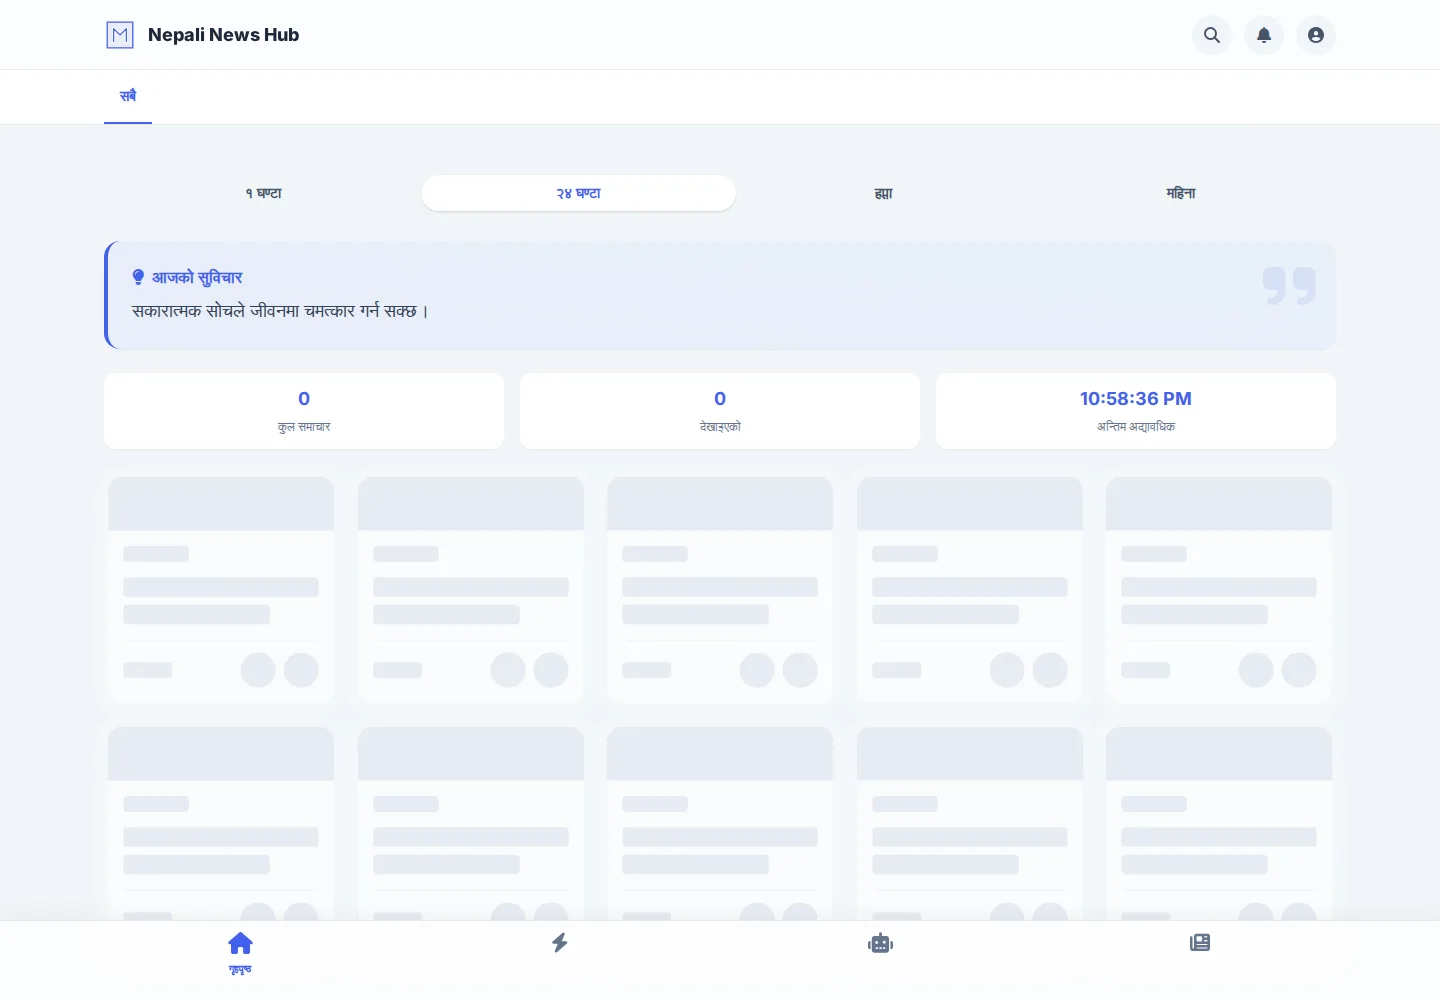 Nepali News Hub
सबै
१ घण्टा
२४ घण्टा
हप्ता
महिना
आजको सुविचार
सकारात्मक सोचले जीवनमा चमत्कार गर्न सक्छ।
0
कुल समाचार
0
देखाइएको
10:58:36 PM
अन्तिम अद्यावधिक
गृहपृष्ठ